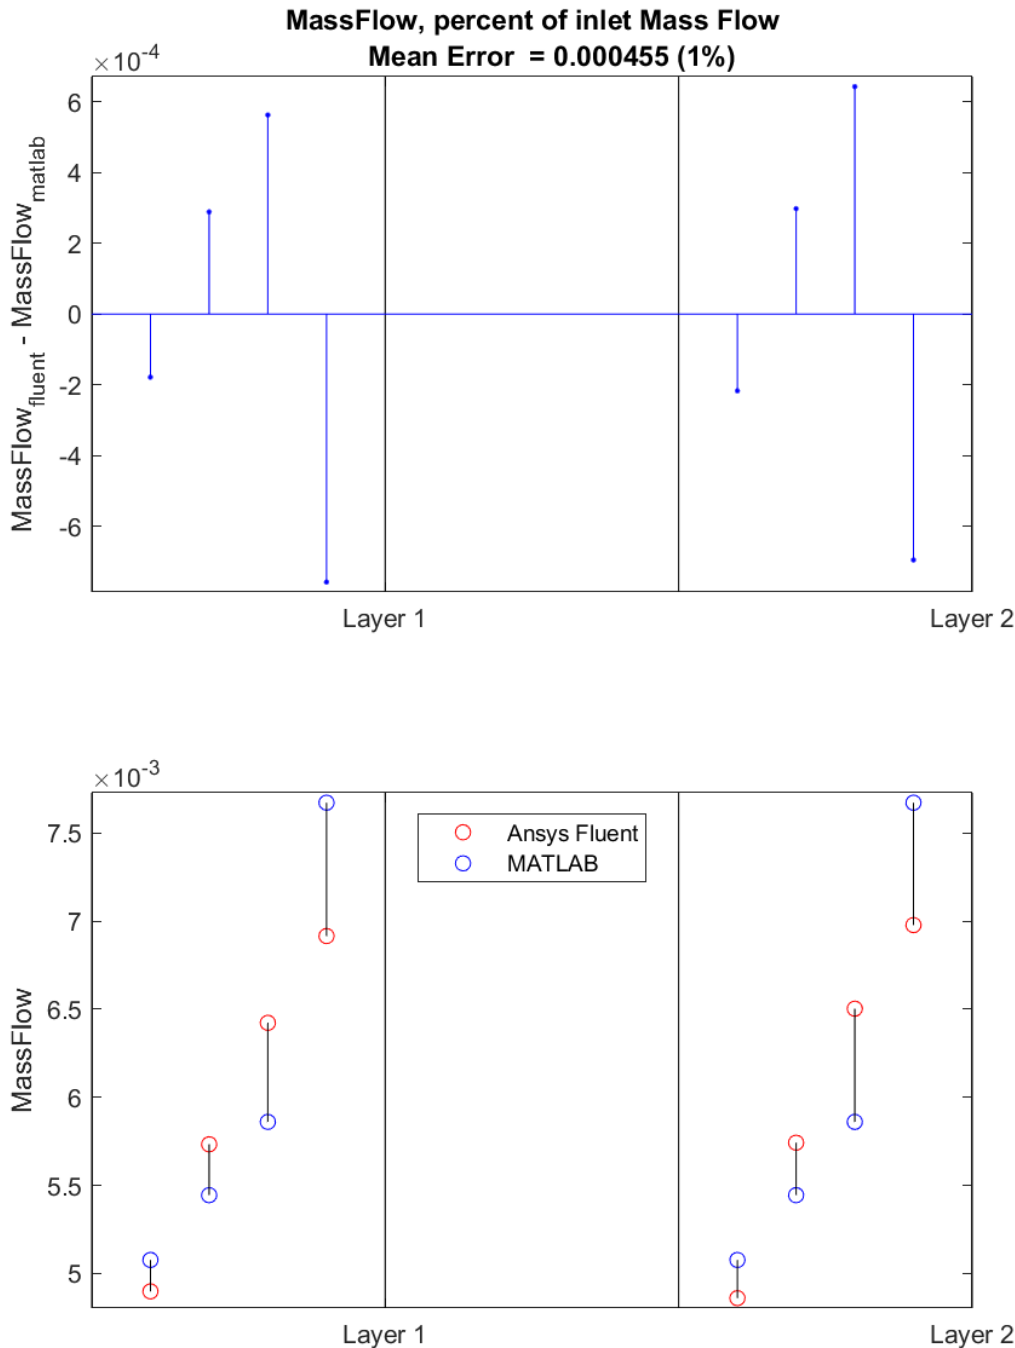 MassFlow, percent of inlet Mass Flow
Mean Error  = 0.000455 (1%)
×10-4
6
4
2
0
-2
-4
-6
MassFlowfluent - MassFlowmatlab
Layer 1
Layer 2
×10-3
7.5
7
6.5
6
5.5
5
MassFlow
Ansys Fluent
MATLAB
Layer 1
Layer 2